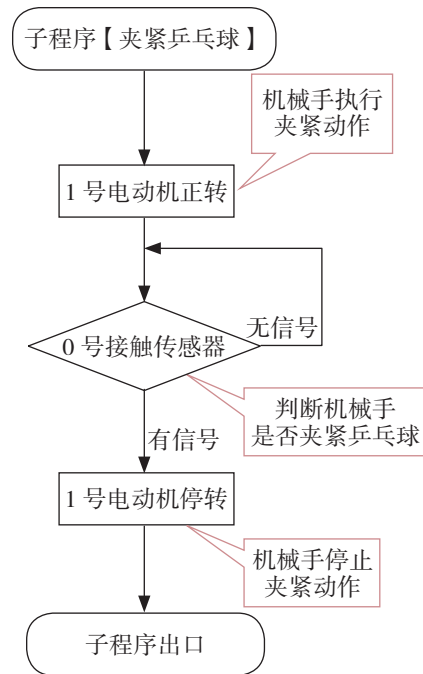 子程序【夹紧乒乓球】
机械手执行
夹紧动作
1 号电动机正转
0 号接触传感器
无信号
判断机械手
是否夹紧乒乓球
有信号
1 号电动机停转
机械手停止
夹紧动作
子程序出口